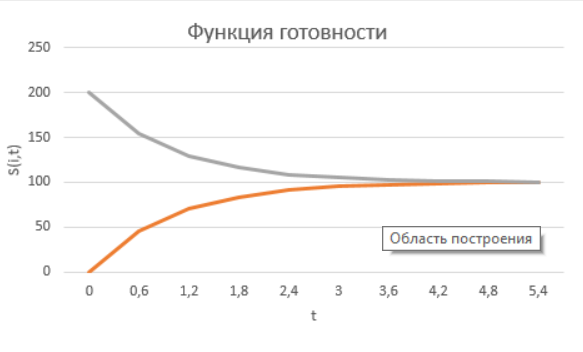 Функция готовности
250
200
150
100
50
0
S(i,t)
Область построения
0 0,6 1,2 1,8 2,4 3 3,6 4,2 4,8 5,4
t